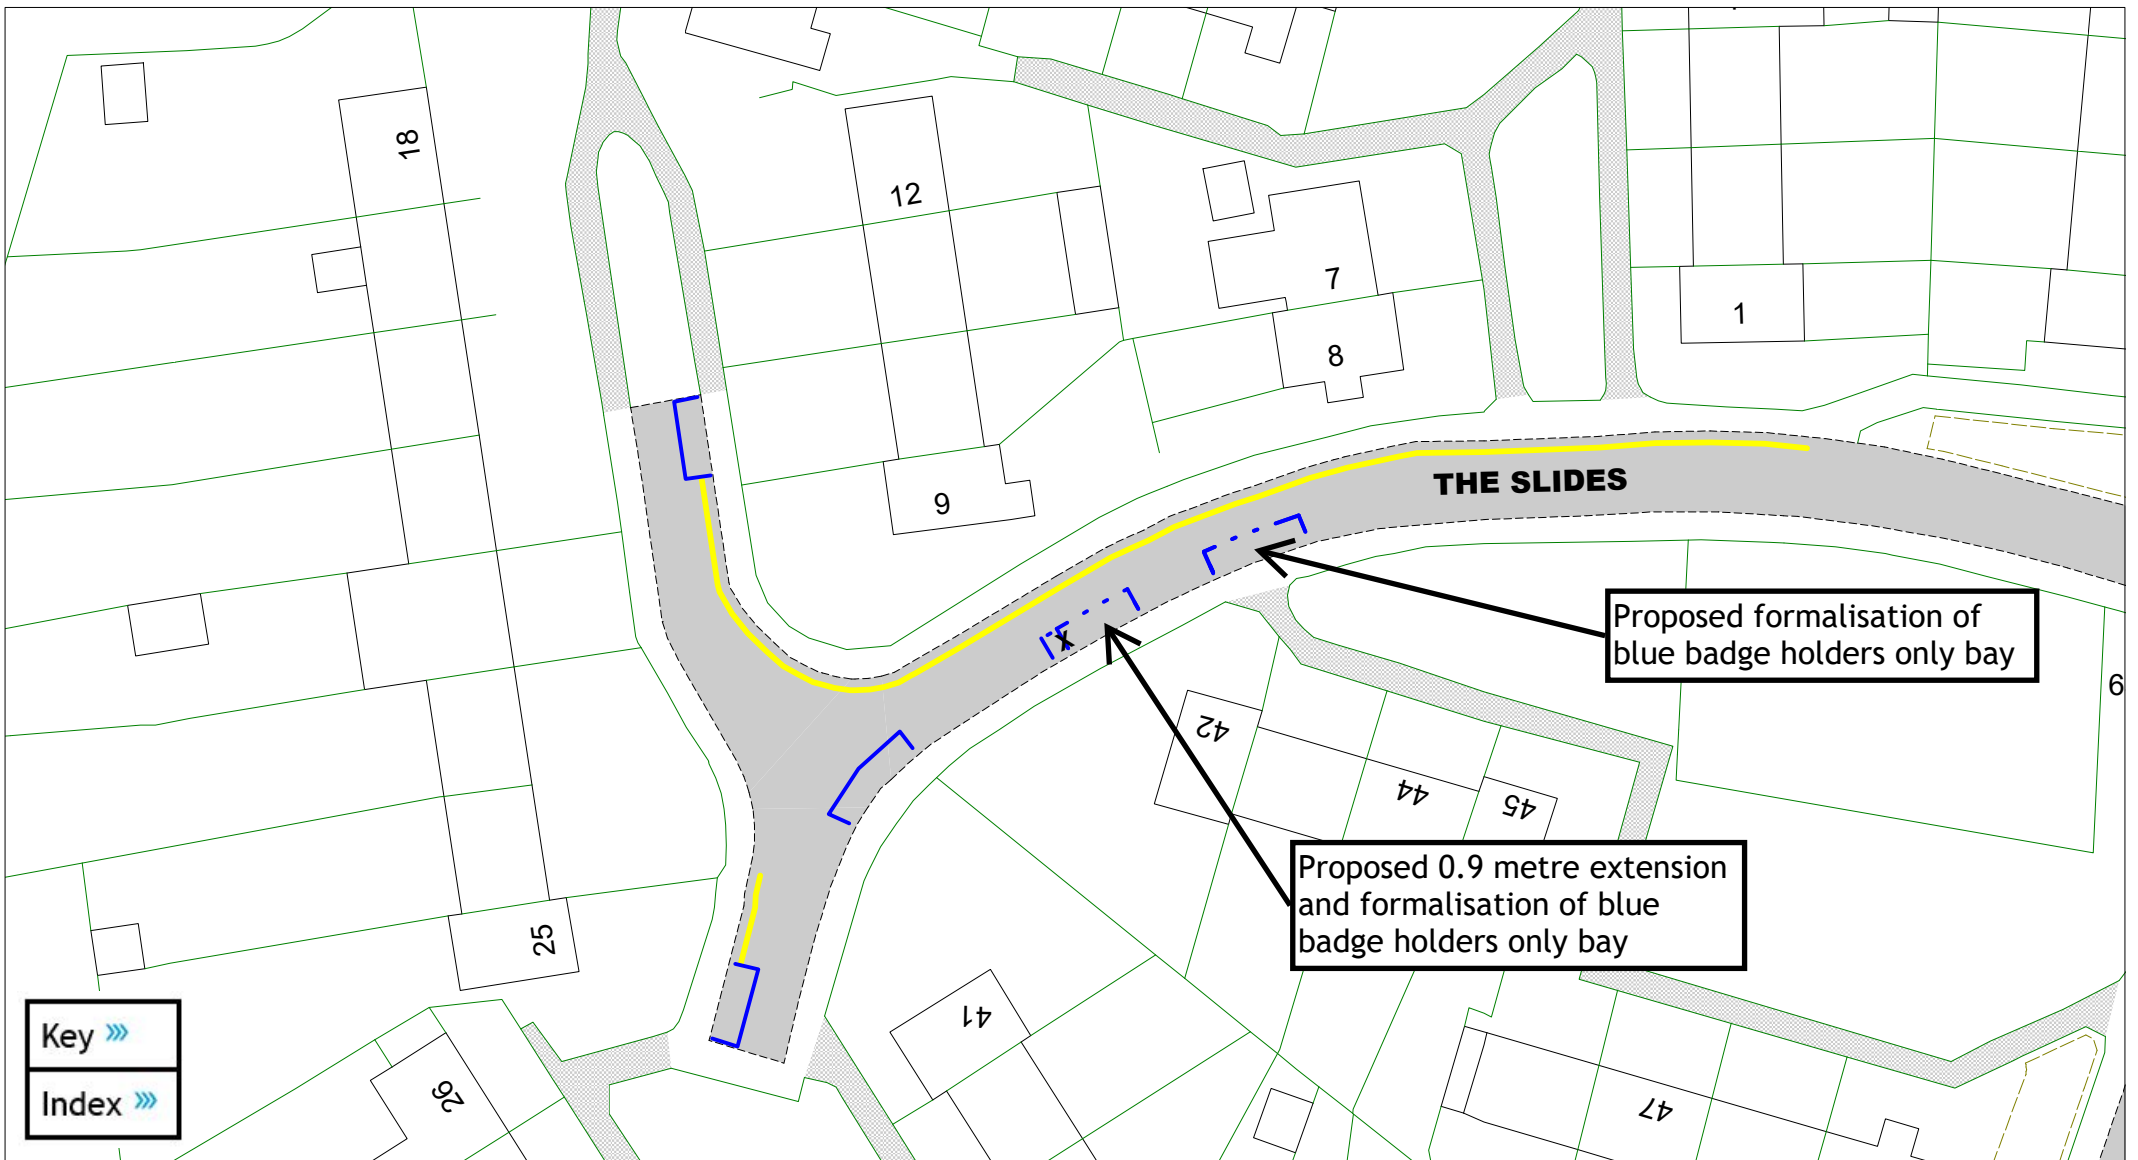 18
12
7
8
1
9
THE SLIDES
Proposed formalisation of
blue badge holders only bay
x
6
42
44
45
Proposed 0.9 metre extension
and formalisation of blue
badge holders only bay
25
41
Key »»
Index »»
26
47